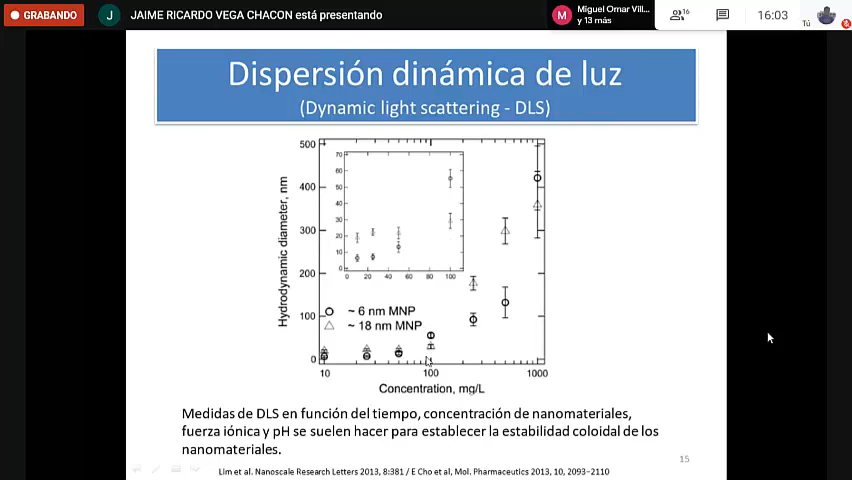 GRABANDO
J JAIME RICARDO VEGA CHACON está presentando
M Miguel Omar Vill...
y 13 más
16
16:03
Tú
Dispersión dinámica de luz
(Dynamic light scattering - DLS)
Hydrodynamic diameter, nm
500
400
300
200
100
0
70
60
50
40
30
20
10
0
0 20 40 60 80 100
~ 6 nm MNP
~ 18 nm MNP
10 100 1000
Concentration, mg/L
Medidas de DLS en función del tiempo, concentración de nanomateriales,
fuerza iónica y pH se suelen hacer para establecer la estabilidad coloidal de los
nanomateriales.
15
Lim et al. Nanoscale Research Letters 2013, 8:381 / E Cho et al, Mol. Pharmaceutics 2013, 10, 2093−2110